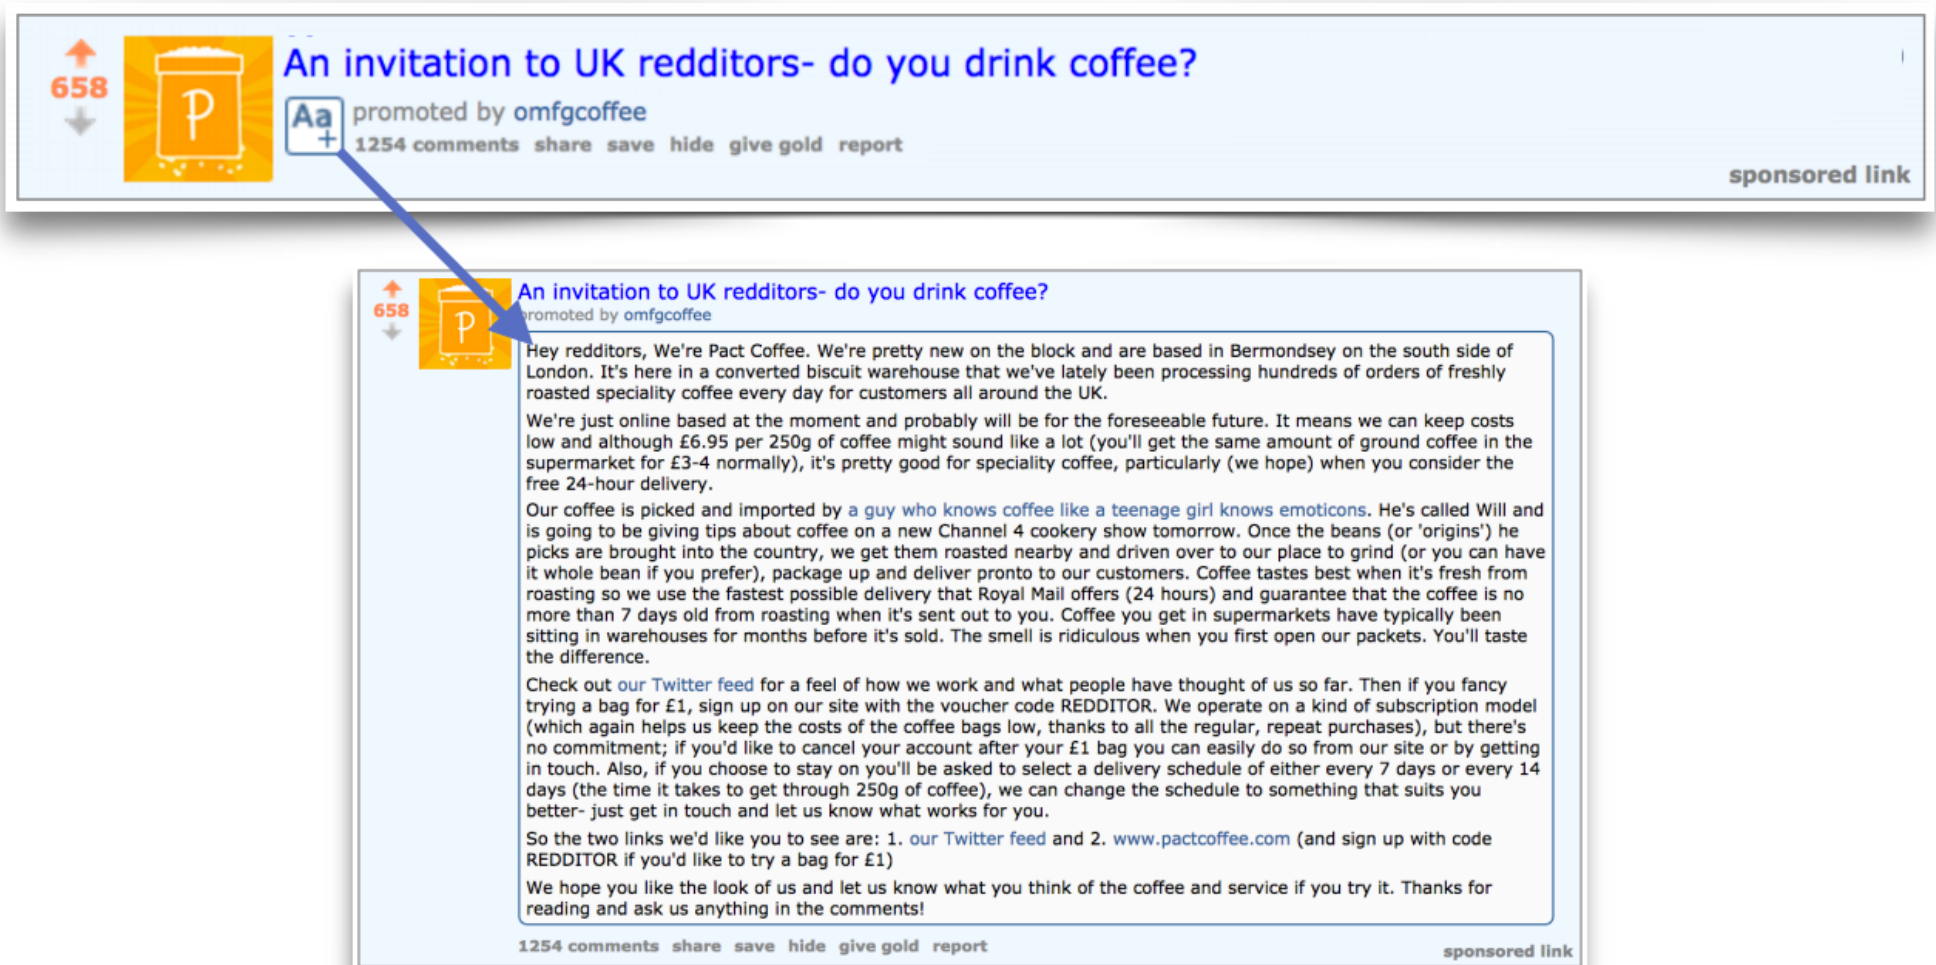 An invitation to UK redditors- do you drink coffee?
658
P
Aa+
promoted by omfgcoffee
1254 comments share save hide give gold report
sponsored link
An invitation to UK redditors- do you drink coffee?
658
P
promoted by omfgcoffee
Hey redditors, We're Pact Coffee. We're pretty new on the block and are based in Bermondsey on the south side of
London. It's here in a converted biscuit warehouse that we've lately been processing hundreds of orders of freshly
roasted speciality coffee every day for customers all around the UK.
We're just online based at the moment and probably will be for the foreseeable future. It means we can keep costs
low and although £6.95 per 250g of coffee might sound like a lot (you'll get the same amount of ground coffee in the
supermarket for £3-4 normally), it's pretty good for speciality coffee, particularly (we hope) when you consider the
free 24-hour delivery.
Our coffee is picked and imported by a guy who knows coffee like a teenage girl knows emoticons. He's called Will and
is going to be giving tips about coffee on a new Channel 4 cookery show tomorrow. Once the beans (or 'origins') he
picks are brought into the country, we get them roasted nearby and driven over to our place to grind (or you can have
it whole bean if you prefer), package up and deliver pronto to our customers. Coffee tastes best when it's fresh from
roasting so we use the fastest possible delivery that Royal Mail offers (24 hours) and guarantee that the coffee is no
more than 7 days old from roasting when it's sent out to you. Coffee you get in supermarkets have typically been
sitting in warehouses for months before it's sold. The smell is ridiculous when you first open our packets. You'll taste
the difference.
Check out our Twitter feed for a feel of how we work and what people have thought of us so far. Then if you fancy
trying a bag for £1, sign up on our site with the voucher code REDDITOR. We operate on a kind of subscription model
(which again helps us keep the costs of the coffee bags low, thanks to all the regular, repeat purchases), but there's
no commitment; if you'd like to cancel your account after your £1 bag you can easily do so from our site or by getting
in touch. Also, if you choose to stay on you'll be asked to select a delivery schedule of either every 7 days or every 14
days (the time it takes to get through 250g of coffee), we can change the schedule to something that suits you
better- just get in touch and let us know what works for you.
So the two links we'd like you to see are: 1. our Twitter feed and 2. www.pactcoffee.com (and sign up with code
REDDITOR if you'd like to try a bag for £1)
We hope you like the look of us and let us know what you think of the coffee and service if you try it. Thanks for
reading and ask us anything in the comments!
1254 comments share save hide give gold report
sponsored link